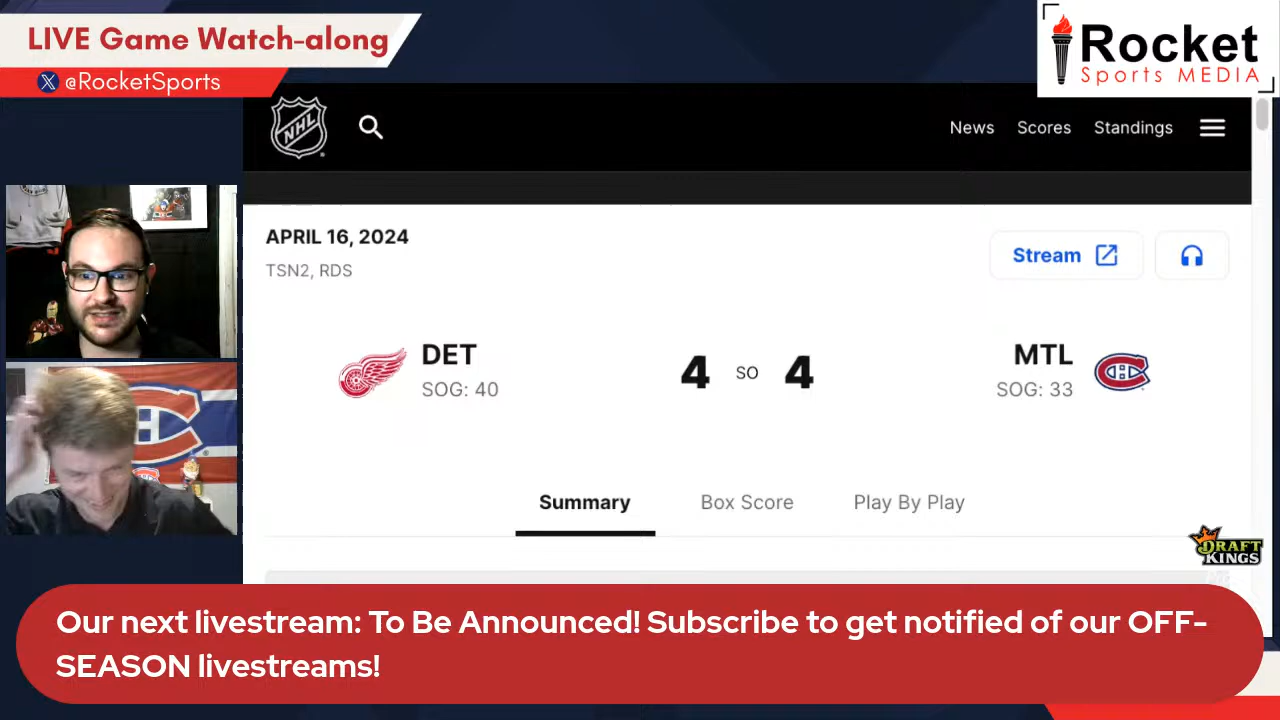 LIVE Game Watch-along
X @RocketSports
Rocket
Sports MEDIA
NHL
News Scores Standings
APRIL 16, 2024
TSN2, RDS
Stream
DET
SOG: 40
4 SO 4
MTL
SOG: 33
Summary Box Score Play By Play
DRAFT
KINGS
Our next livestream: To Be Announced! Subscribe to get notified of our OFF-
SEASON livestreams!